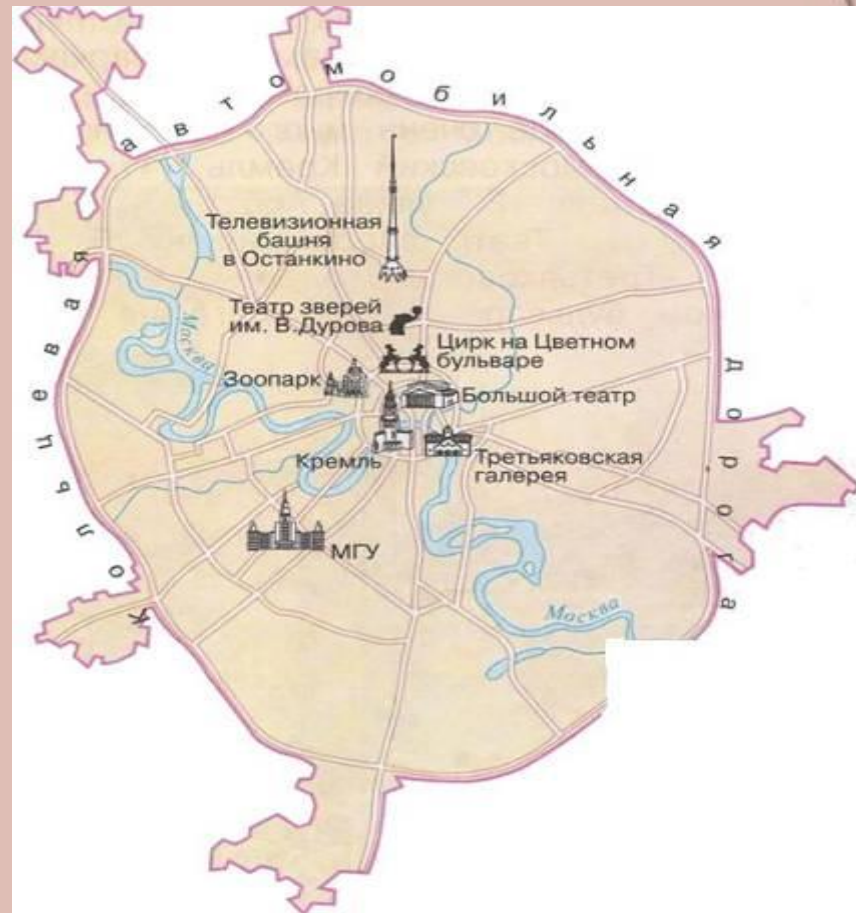 Кольцевая автомобильная дорога
Телевизионная
башня
в Останкино
Театр зверей
им. В.Дурова
Цирк на Цветном
бульваре
Москва
Зоопарк
Большой театр
Кремль
Третьяковская
галерея
МГУ
Москва